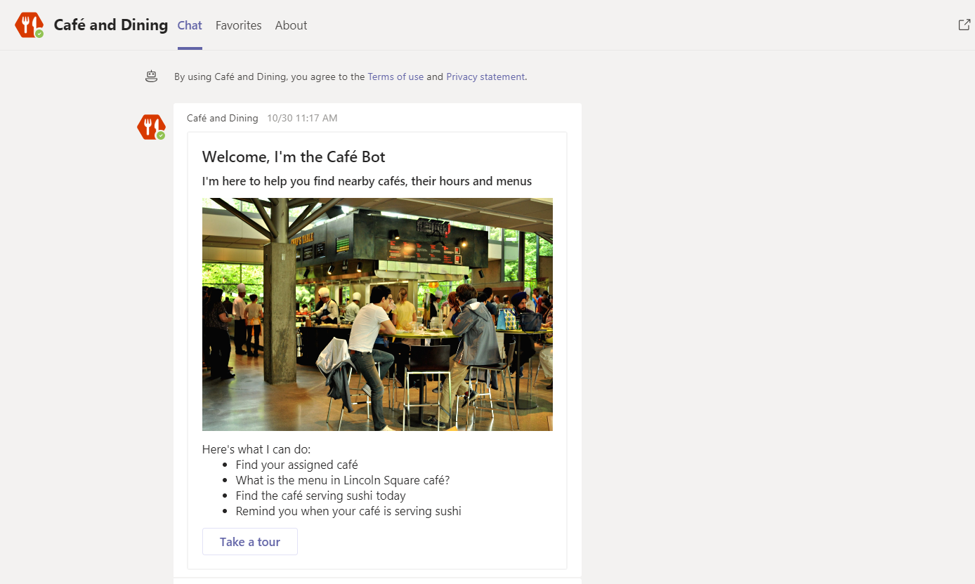 Café and Dining Chat Favorites About
By using Café and Dining, you agree to the Terms of use and Privacy statement.
Café and Dining 10/30 11:17 AM
Welcome, I'm the Café Bot
I'm here to help you find nearby cafés, their hours and menus
Here's what I can do:
• Find your assigned café
• What is the menu in Lincoln Square café?
• Find the café serving sushi today
• Remind you when your café is serving sushi
Take a tour